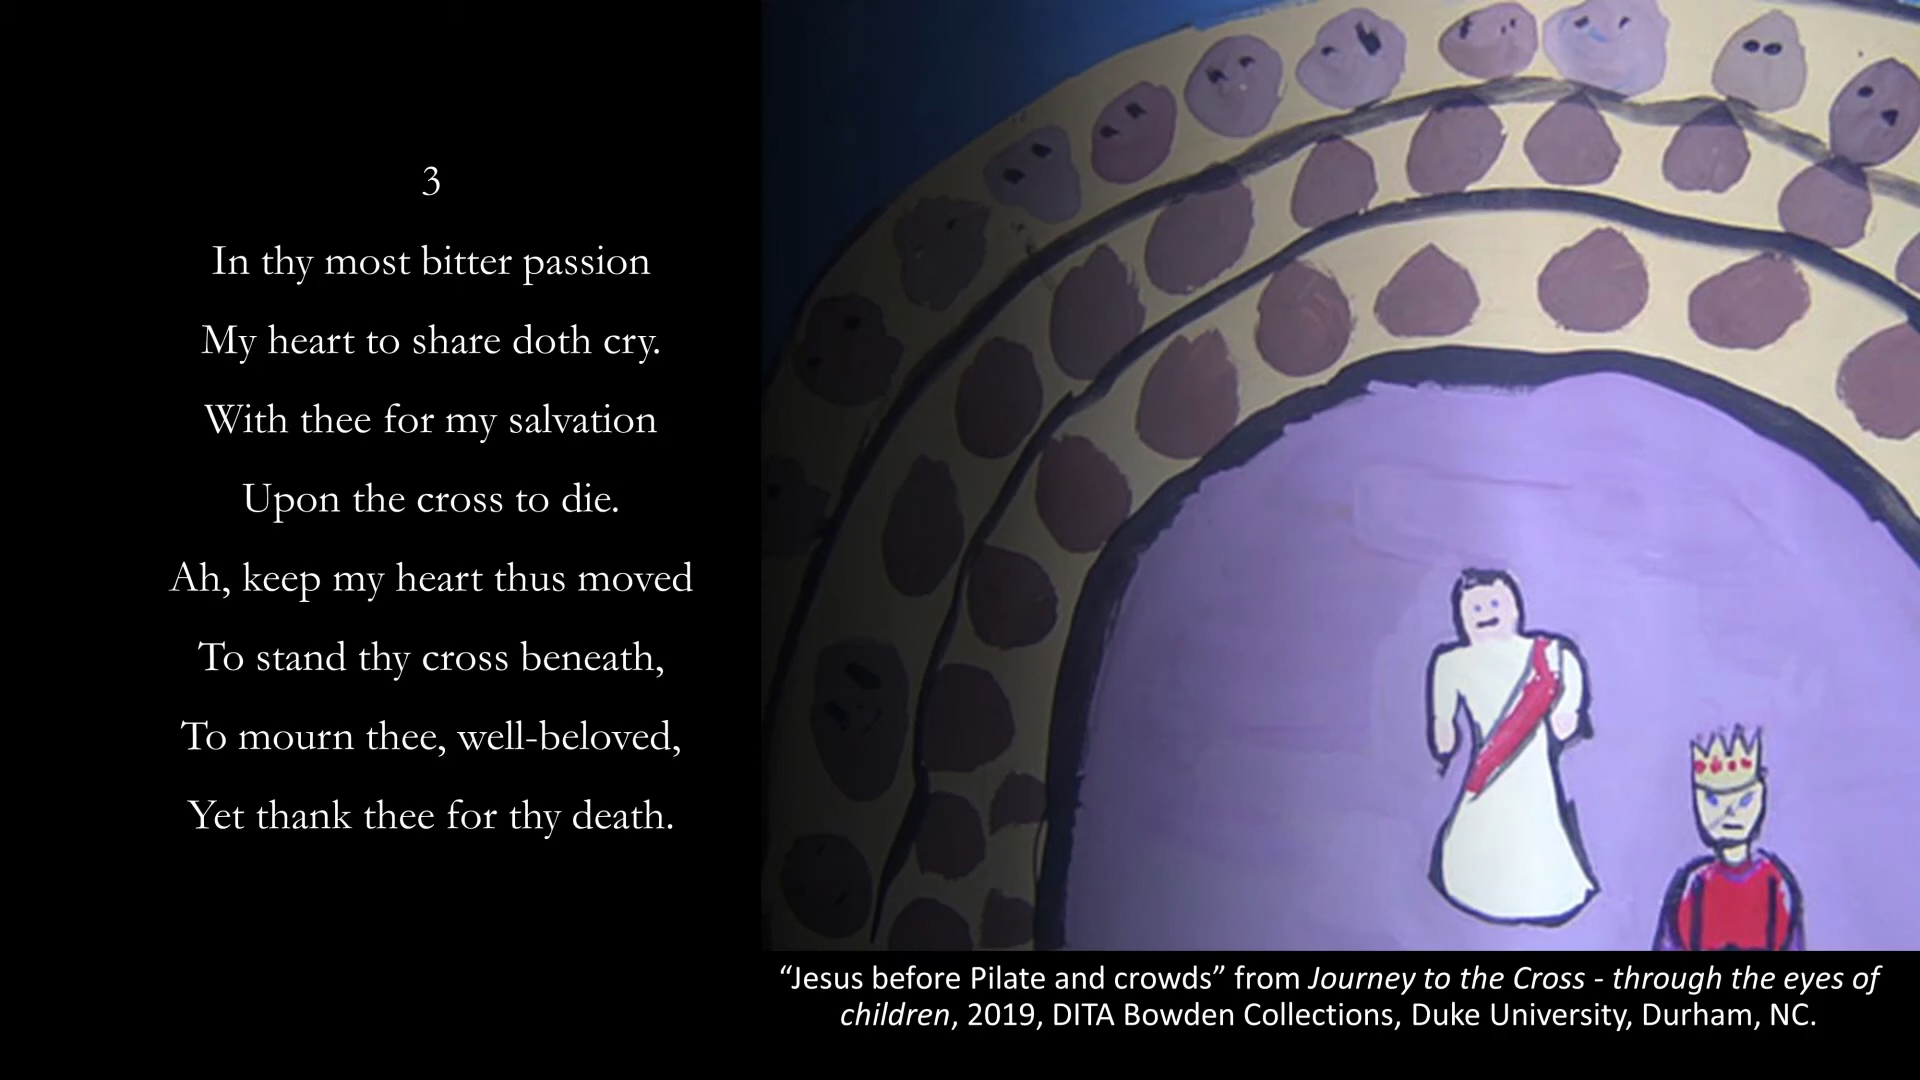 3
In thy most bitter passion
My heart to share doth cry.
With thee for my salvation
Upon the cross to die.
Ah, keep my heart thus moved
To stand thy cross beneath,
To mourn thee, well-beloved,
Yet thank thee for thy death.
“Jesus before Pilate and crowds” from Journey to the Cross - through the eyes of
children, 2019, DITA Bowden Collections, Duke University, Durham, NC.